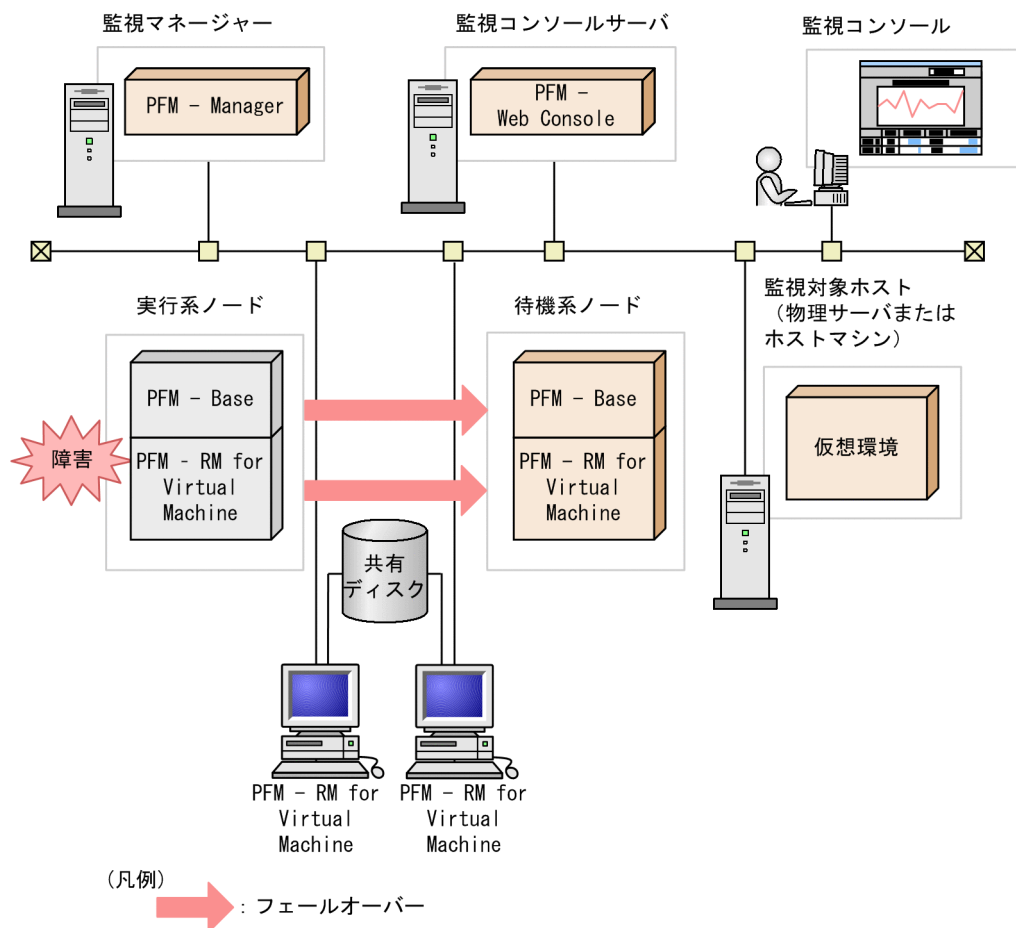 監視マネージャー
監視コンソールサーバ
監視コンソール
PFM － Manager
PFM －
Web Console
実行系ノード
待機系ノード
監視対象ホスト
（物理サーバまたは
ホストマシン）
PFM － Base
PFM － Base
障害
PFM - RM for
Virtual
Machine
PFM － RM for
Virtual
Machine
仮想環境
共有
ディスク
PFM － RM for
Virtual
Machine
PFM － RM for
Virtual
Machine
（凡例）
：フェールオーバー